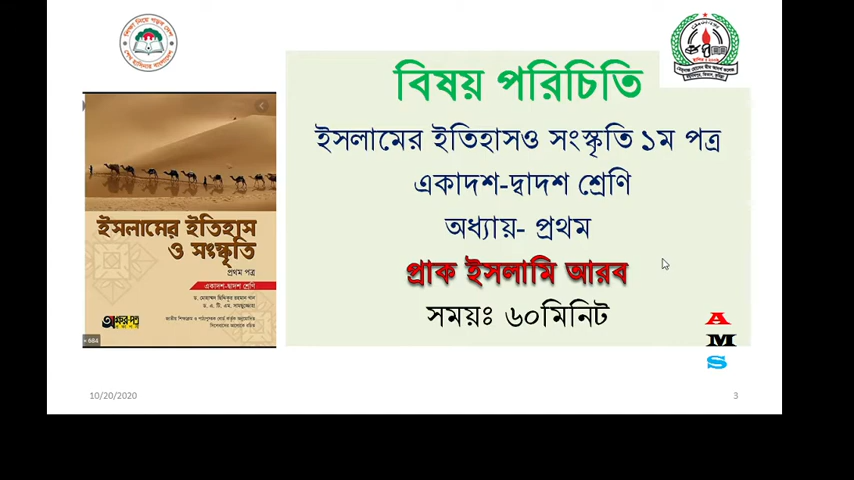 বিষয় পরিচিতি
ইসলামের ইতিহাসও সংস্কৃতি ১ম পত্র
একাদশ-দ্বাদশ শ্রেণি
অধ্যায়- প্রথম
প্রাক ইসলামি আরব
সময়ঃ ৬০মিনিট
ইসলামের ইতিহাস
ও সংস্কৃতি
প্রথম পত্র
একাদশ-দ্বাদশ শ্রেণি
+ 664
A
M
S
10/20/2020
3